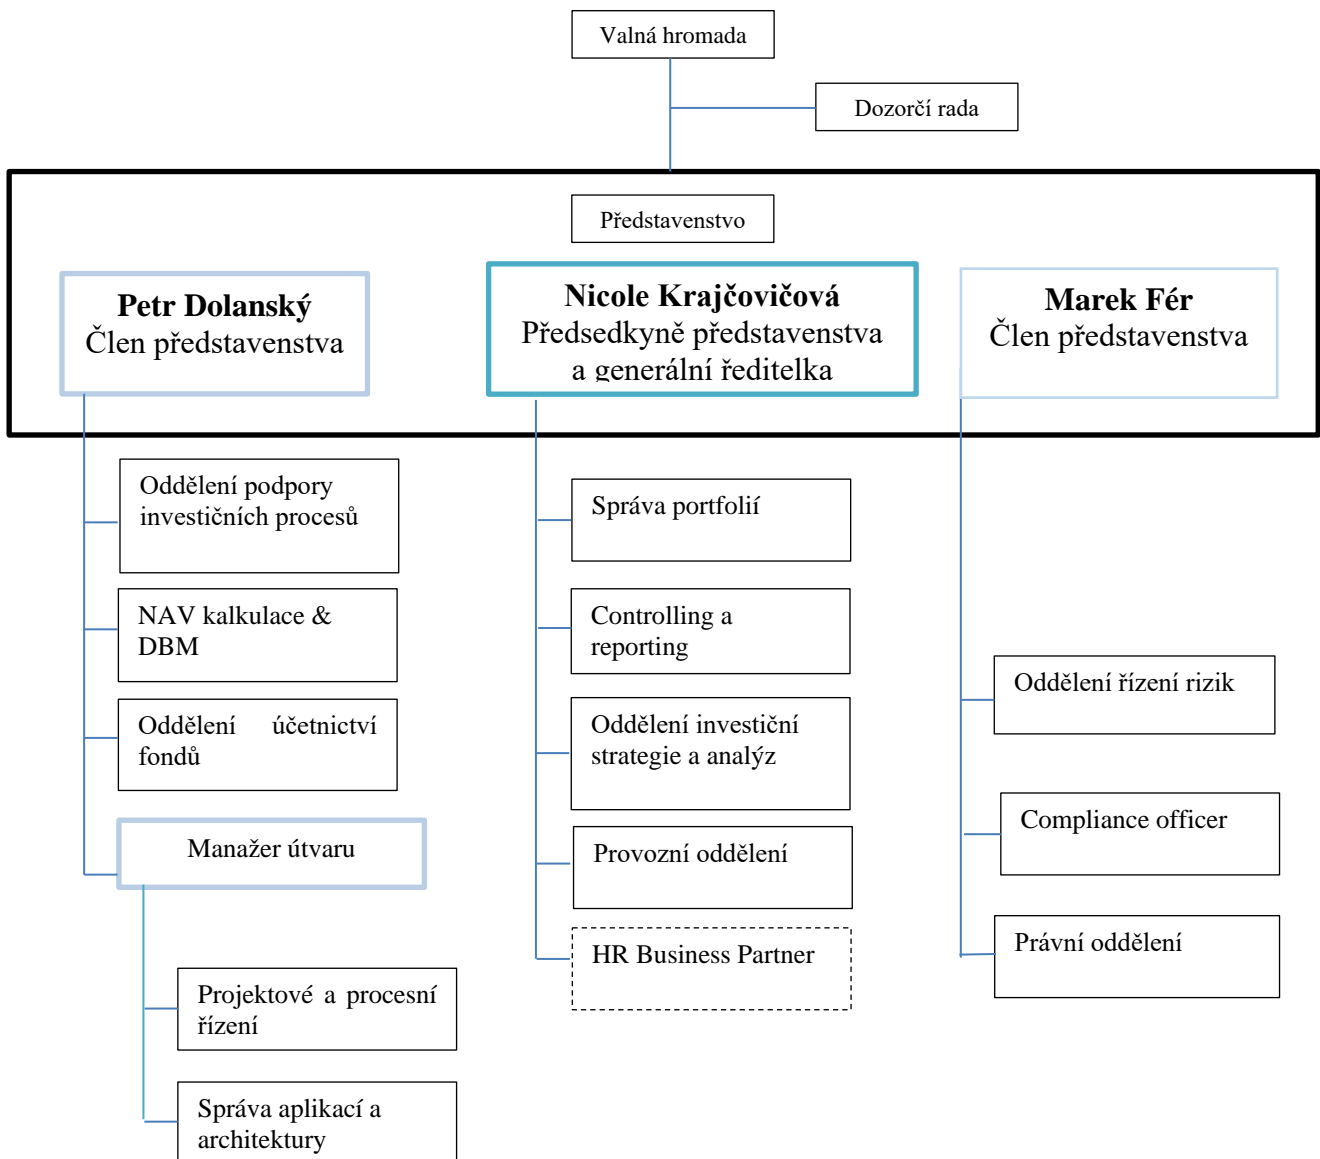 Valná hromada
Dozorčí rada
Představenstvo
Petr Dolanský
Člen představenstva
Nicole Krajčovičová
Předsedkyně představenstva
a generální ředitelka
Marek Fér
Člen představenstva
Oddělení podpory
investičních procesů
NAV kalkulace &
DBM
Oddělení účetnictví
fondů
Manažer útvaru
Projektové a procesní
řízení
Správa aplikací a
architektury
Správa portfolií
Controlling a
reporting
Oddělení investiční
strategie a analýz
Provozní oddělení
HR Business Partner
Oddělení řízení rizik
Compliance officer
Právní oddělení